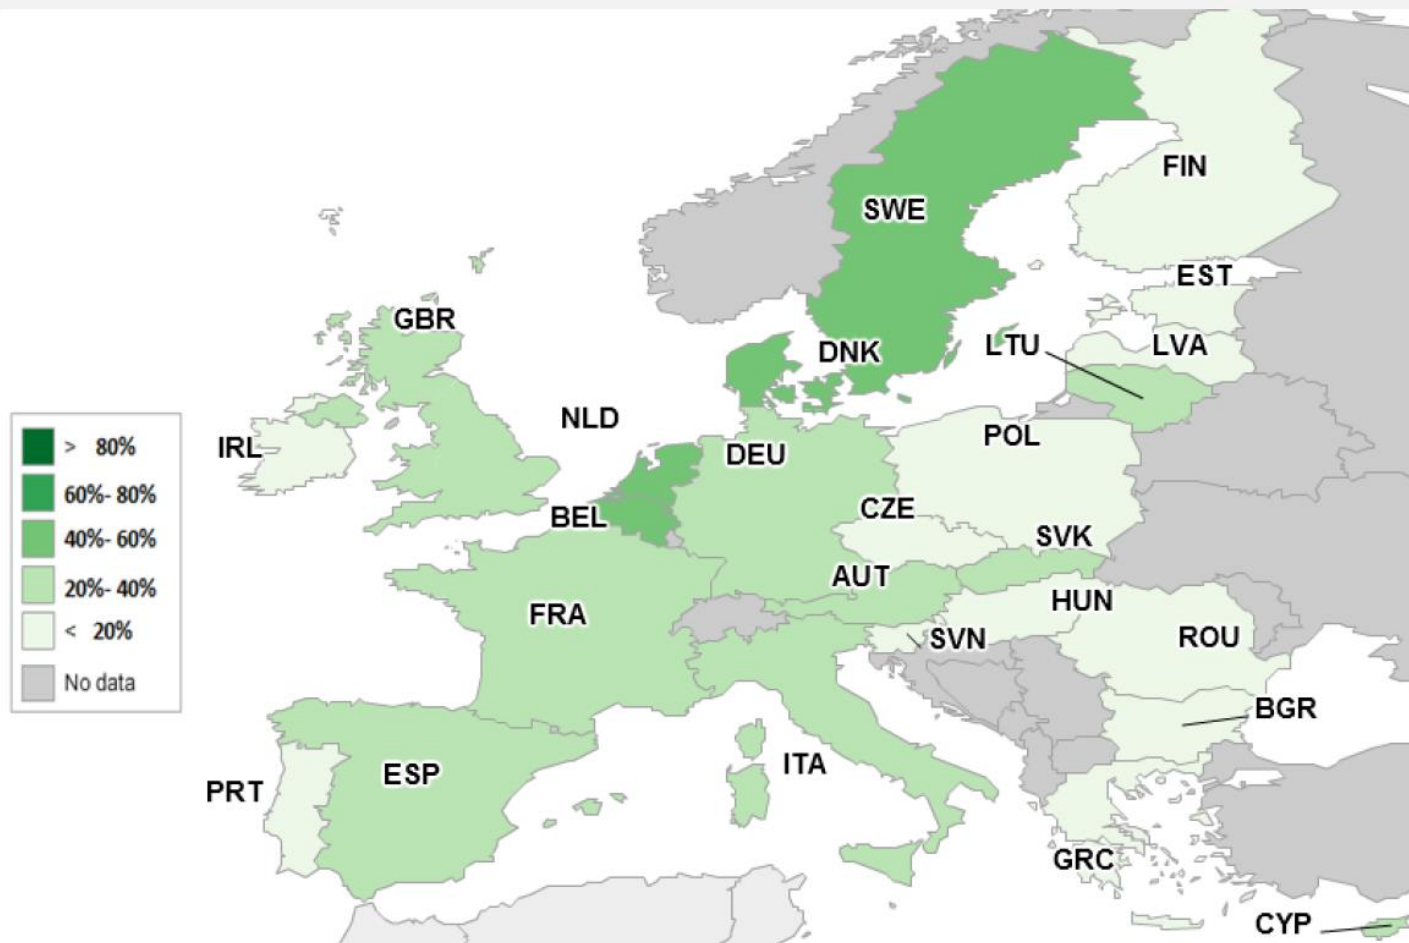 FIN
SWE
EST
GBR
LTU
LVA
DNK
NLD
POL
IRL
DEU
> 80%
60%- 80%
40%- 60%
20%- 40%
< 20%
No data
CZE
BEL
SVK
AUT
HUN
FRA
SVN
ROU
BGR
ITA
ESP
PRT
GRC
CYP